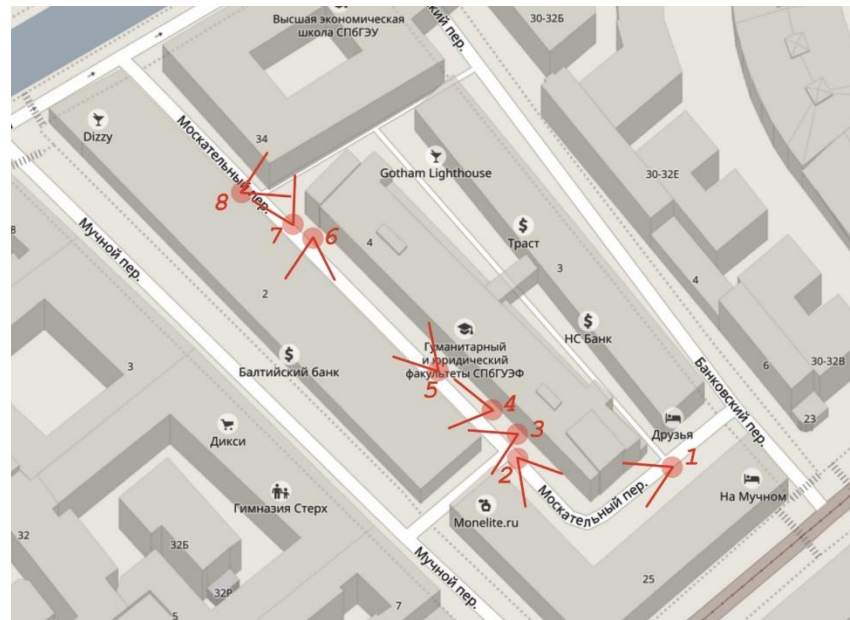 Высшая экономическая
школа СПбГЭУ
Банковский пер.
30-32Б
Dizzy
34
Москательный пер.
Gotham Lighthouse
30-32Е
8
7
6
Мучной пер.
8
4
Траст
3
4
2
Гуманитарный
и юридический
факультеты СПбГУЭФ
НС Банк
Балтийский банк
3
5
6
30-32В
Банковский пер.
4
23
Дикси
3
Друзья
2
1
Москательный пер.
На Мучном
Гимназия Стерх
Monelite.ru
32
32Б
Мучной пер.
25
32Р
7
5